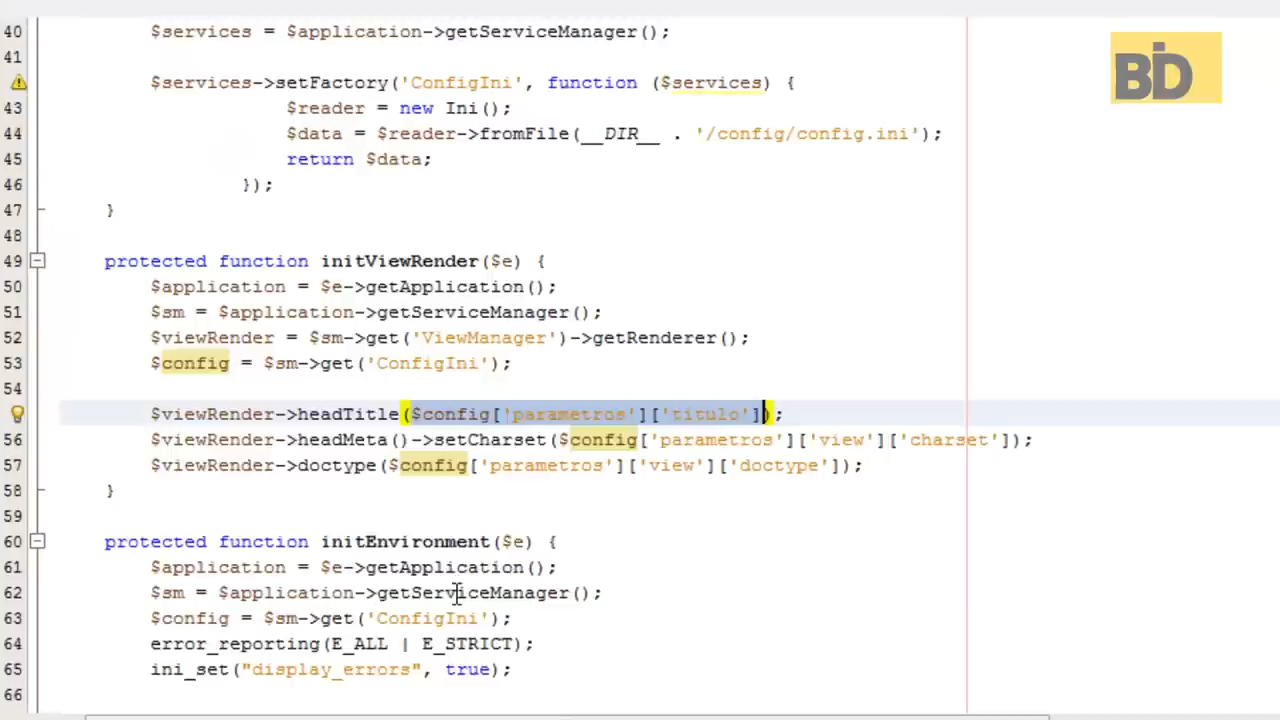 BiD
40 $services = $application->getServiceManager();
41
$services->setFactory('ConfigIni', function ($services) {
43 $reader = new Ini();
44 $data = $reader->fromFile(__DIR__ . '/config/config.ini');
45 return $data;
46 });
47 }
48
49 protected function initViewRender($e) {
50 $application = $e->getApplication();
51 $sm = $application->getServiceManager();
52 $viewRender = $sm->get('ViewManager')->getRenderer();
53 $config = $sm->get('ConfigIni');
54
$viewRender->headTitle($config['parametros']['titulo']);
56 $viewRender->headMeta()->setCharset($config['parametros']['view']['charset']);
57 $viewRender->doctype($config['parametros']['view']['doctype']);
58 }
59
60 protected function initEnvironment($e) {
61 $application = $e->getApplication();
62 $sm = $application->getServiceManager();
63 $config = $sm->get('ConfigIni');
64 error_reporting(E_ALL | E_STRICT);
65 ini_set("display_errors", true);
66